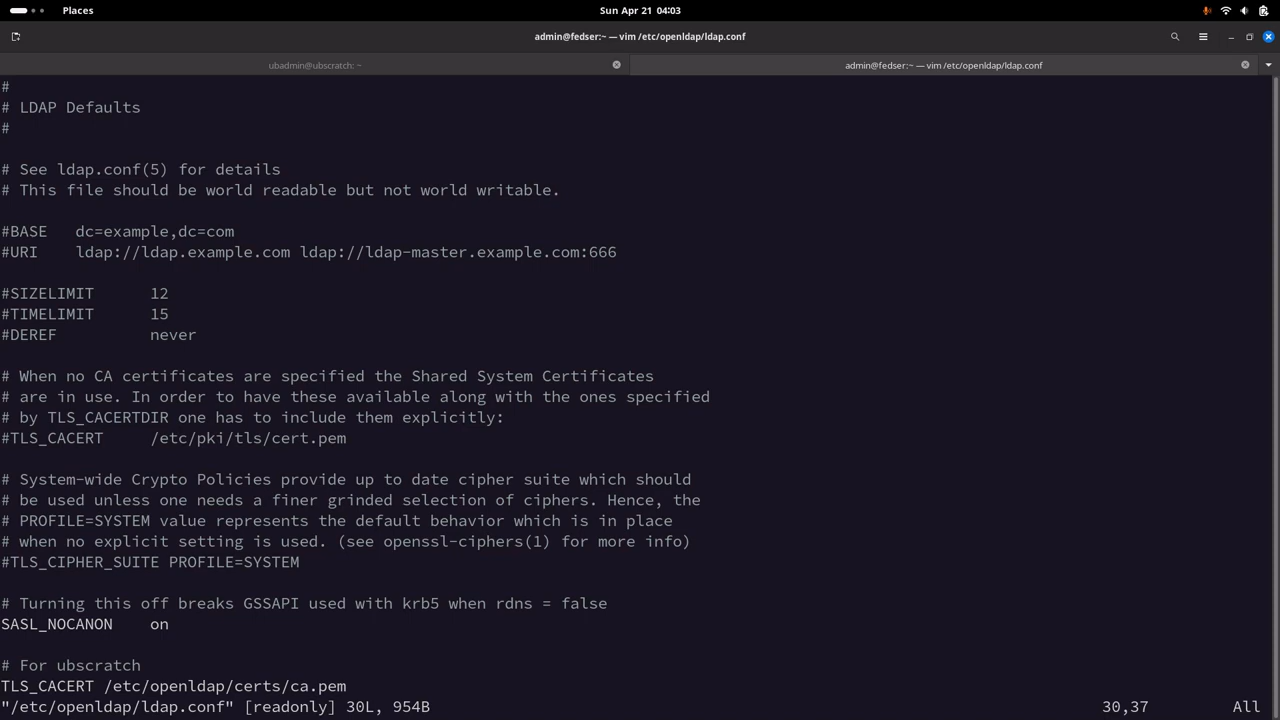 Places
Sun Apr 21 04:03
admin@fedser:~ — vim /etc/openldap/ldap.conf
ubadmin@ubscratch: ~
admin@fedser:~ — vim /etc/openldap/ldap.conf
#
# LDAP Defaults
#
# See ldap.conf(5) for details
# This file should be world readable but not world writable.
#BASE   dc=example,dc=com
#URI    ldap://ldap.example.com ldap://ldap-master.example.com:666
#SIZELIMIT      12
#TIMELIMIT      15
#DEREF          never
# When no CA certificates are specified the Shared System Certificates
# are in use. In order to have these available along with the ones specified
# by TLS_CACERTDIR one has to include them explicitly:
#TLS_CACERT     /etc/pki/tls/cert.pem
# System-wide Crypto Policies provide up to date cipher suite which should
# be used unless one needs a finer grinded selection of ciphers. Hence, the
# PROFILE=SYSTEM value represents the default behavior which is in place
# when no explicit setting is used. (see openssl-ciphers(1) for more info)
#TLS_CIPHER_SUITE PROFILE=SYSTEM
# Turning this off breaks GSSAPI used with krb5 when rdns = false
SASL_NOCANON    on
# For ubscratch
TLS_CACERT /etc/openldap/certs/ca.pem
"/etc/openldap/ldap.conf" [readonly] 30L, 954B 30,37 All